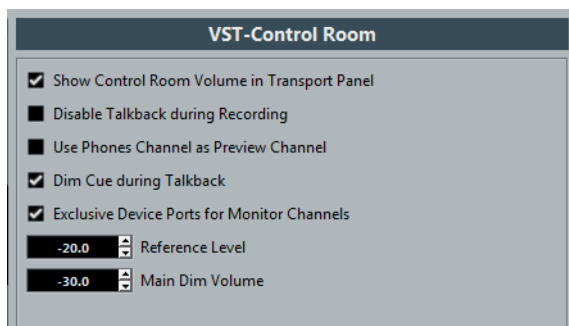 VST-Control Room
Show Control Room Volume in Transport Panel
Disable Talkback during Recording
Use Phones Channel as Preview Channel
Dim Cue during Talkback
Exclusive Device Ports for Monitor Channels
-20.0 Reference Level
-30.0 Main Dim Volume